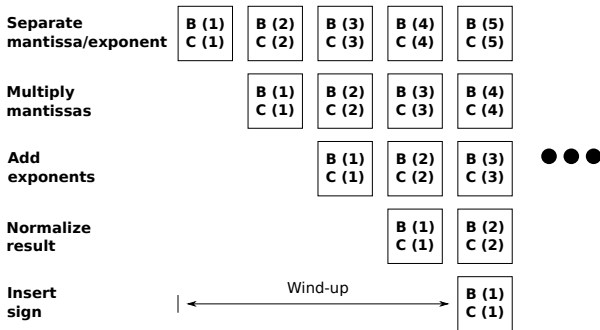 Separate B (1) B (2) B (3) B (4) B (5)
mantissa/exponent C (1) C (2) C (3) C (4) C (5)
Multiply B (1) B (2) B (3) B (4)
mantissas C (1) C (2) C (3) C (4)
Add B (1) B (2) B (3)
exponents C (1) C (2) C (3)
Normalize B (1) B (2)
result C (1) C (2)
Wind-up
Insert B (1)
sign C (1)